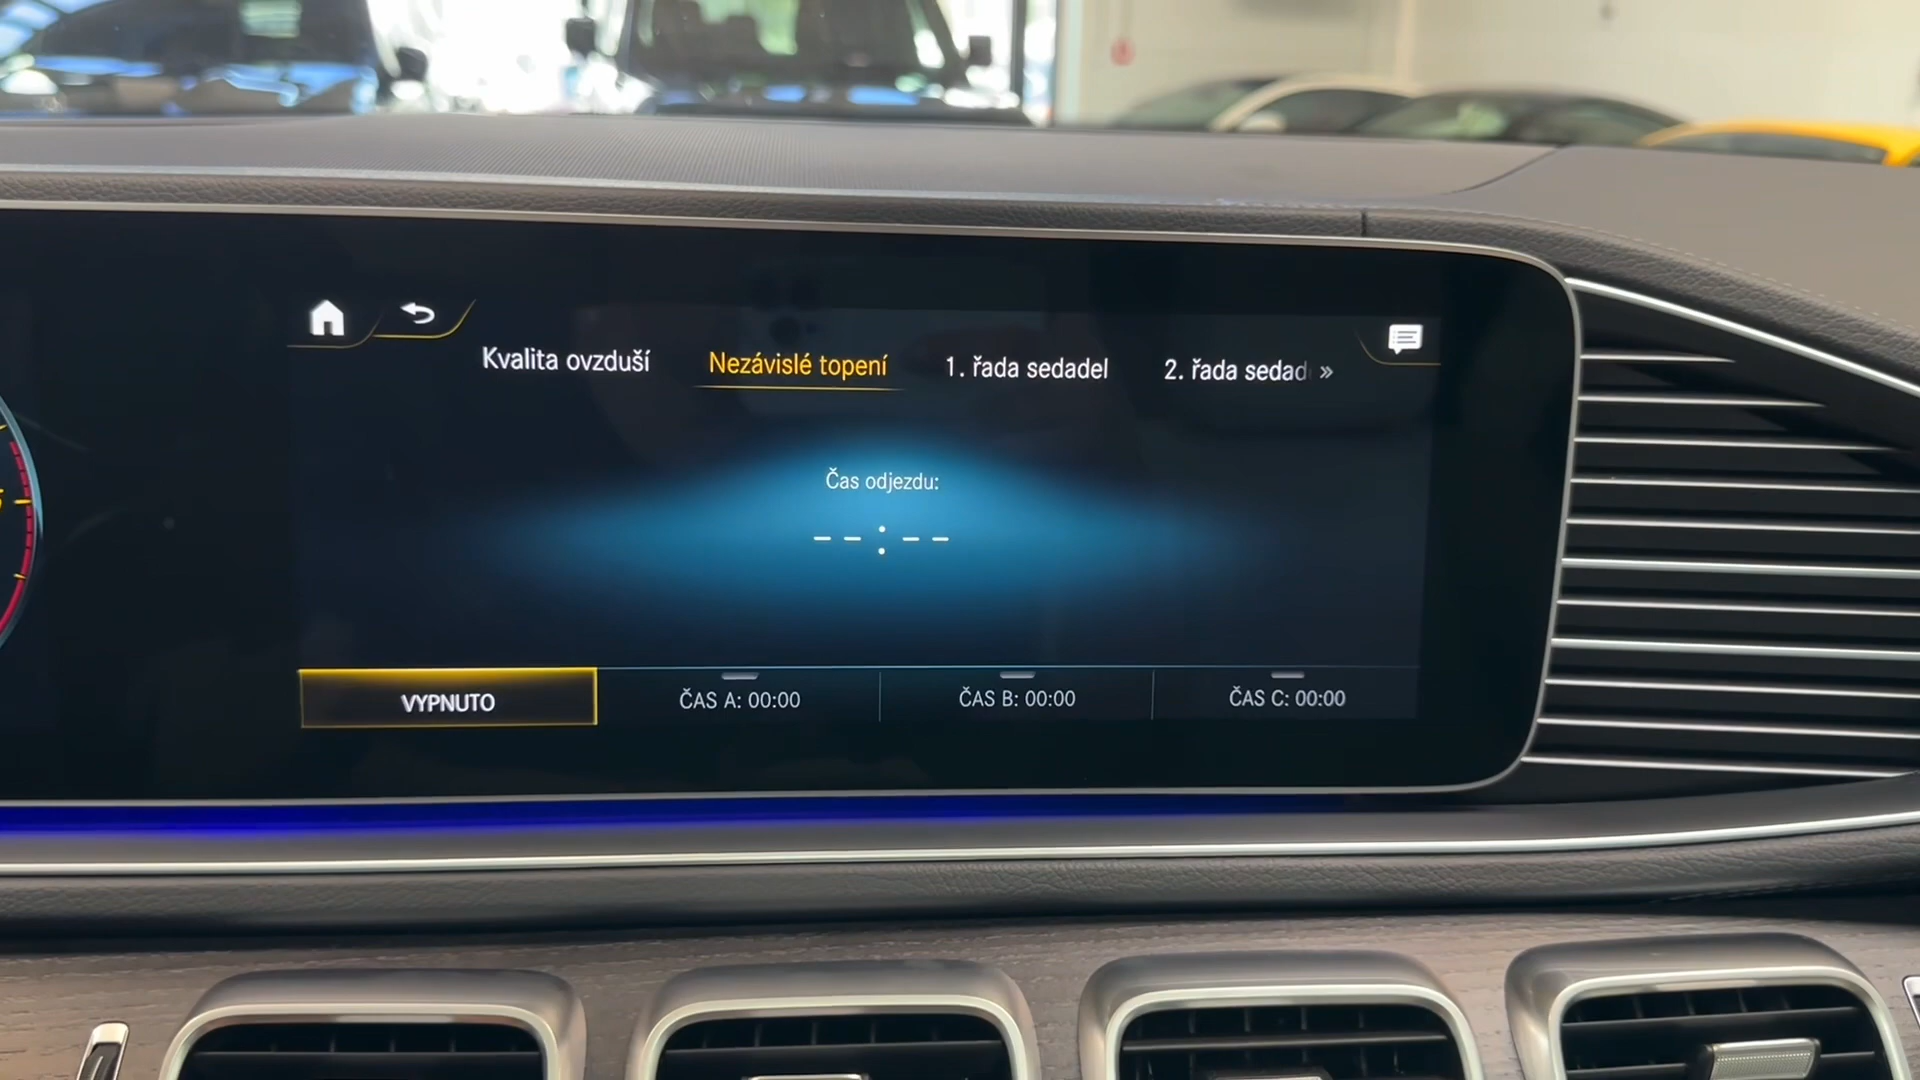 Kvalita ovzduší
Nezávislé topení
1. řada sedadel
2. řada sedad »
Čas odjezdu:
-- : --
VYPNUTO
ČAS A: 00:00
ČAS B: 00:00
ČAS C: 00:00